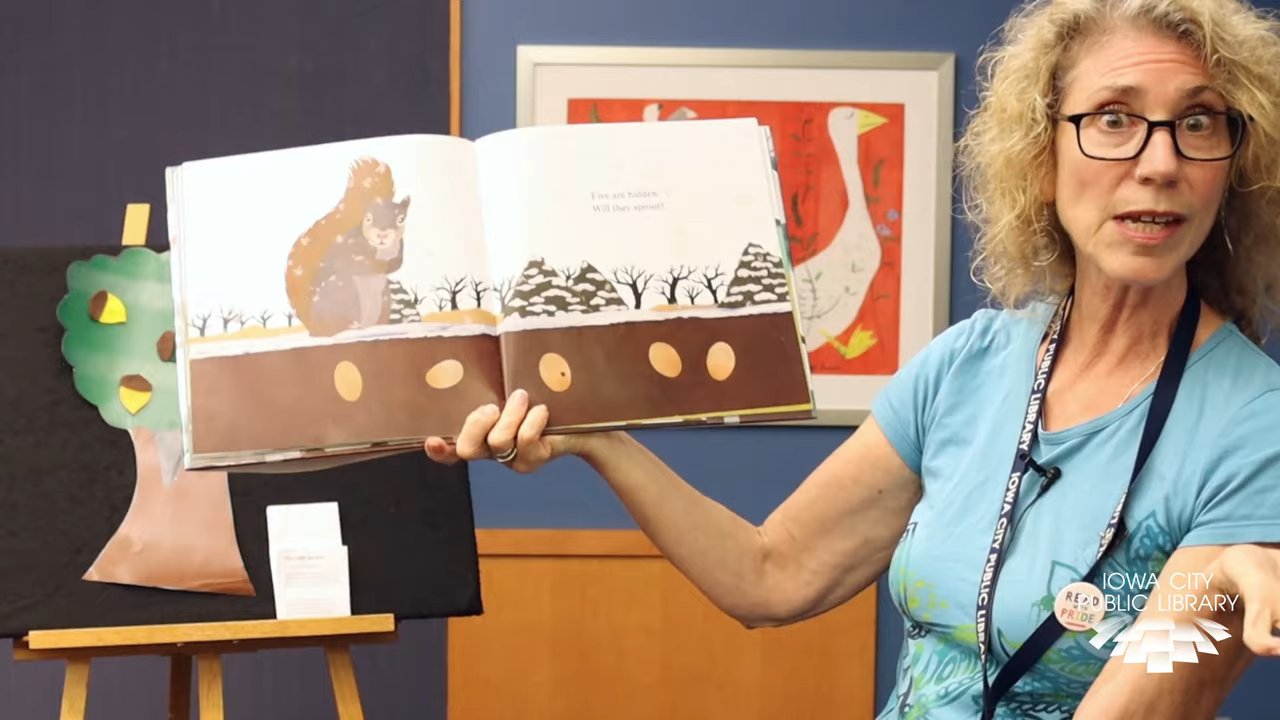 Five are hidden.
Will they sprout?
IOWA CITY PUBLIC LIBRARY
IOWA CITY PUBLIC LIBRARY
READ
PRIDE
IOWA CITY
PUBLIC LIBRARY